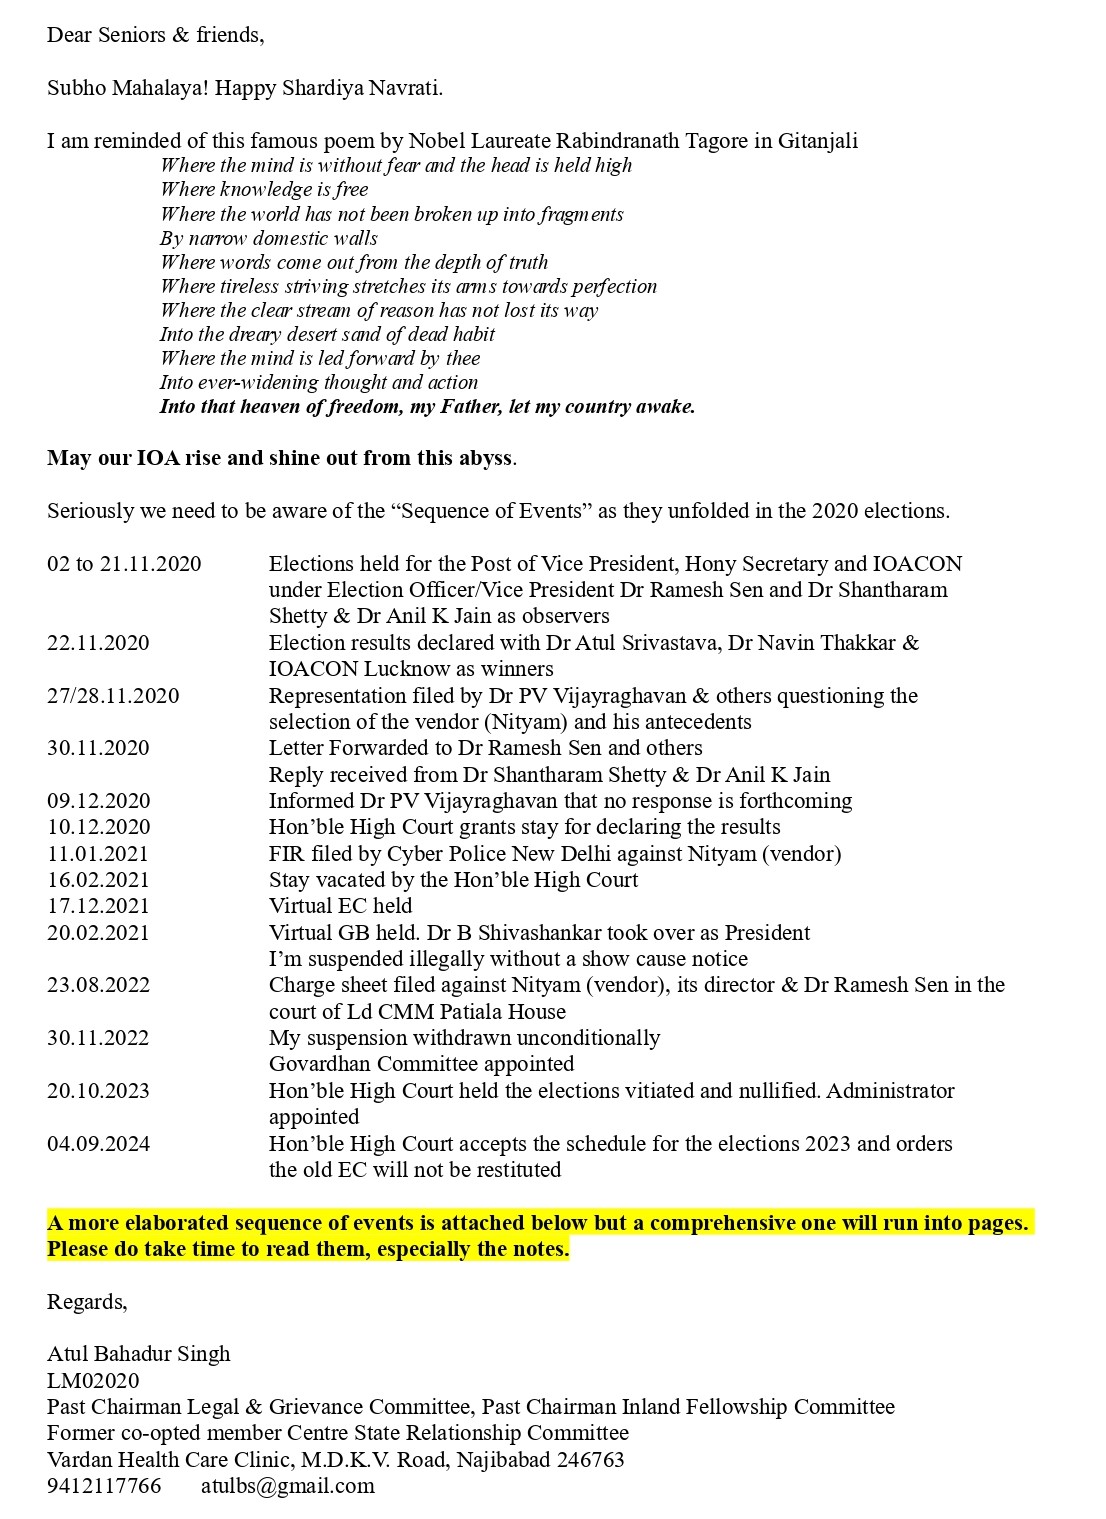 Dear Seniors & friends,
Subho Mahalaya! Happy Shardiya Navrati.
I am reminded of this famous poem by Nobel Laureate Rabindranath Tagore in Gitanjali
Where the mind is without fear and the head is held high
Where knowledge is free
Where the world has not been broken up into fragments
By narrow domestic walls
Where words come out from the depth of truth
Where tireless striving stretches its arms towards perfection
Where the clear stream of reason has not lost its way
Into the dreary desert sand of dead habit
Where the mind is led forward by thee
Into ever-widening thought and action
Into that heaven of freedom, my Father, let my country awake.
May our IOA rise and shine out from this abyss.
Seriously we need to be aware of the “Sequence of Events” as they unfolded in the 2020 elections.
02 to 21.11.2020 Elections held for the Post of Vice President, Hony Secretary and IOACON
under Election Officer/Vice President Dr Ramesh Sen and Dr Shantharam
Shetty & Dr Anil K Jain as observers
22.11.2020 Election results declared with Dr Atul Srivastava, Dr Navin Thakkar &
IOACON Lucknow as winners
27/28.11.2020 Representation filed by Dr PV Vijayraghavan & others questioning the
selection of the vendor (Nityam) and his antecedents
30.11.2020 Letter Forwarded to Dr Ramesh Sen and others
Reply received from Dr Shantharam Shetty & Dr Anil K Jain
09.12.2020 Informed Dr PV Vijayraghavan that no response is forthcoming
10.12.2020 Hon’ble High Court grants stay for declaring the results
11.01.2021 FIR filed by Cyber Police New Delhi against Nityam (vendor)
16.02.2021 Stay vacated by the Hon’ble High Court
17.12.2021 Virtual EC held
20.02.2021 Virtual GB held. Dr B Shivashankar took over as President
I’m suspended illegally without a show cause notice
23.08.2022 Charge sheet filed against Nityam (vendor), its director & Dr Ramesh Sen in the
court of Ld CMM Patiala House
30.11.2022 My suspension withdrawn unconditionally
Govardhan Committee appointed
20.10.2023 Hon’ble High Court held the elections vitiated and nullified. Administrator
appointed
04.09.2024 Hon’ble High Court accepts the schedule for the elections 2023 and orders
the old EC will not be restituted
A more elaborated sequence of events is attached below but a comprehensive one will run into pages.
Please do take time to read them, especially the notes.
Regards,
Atul Bahadur Singh
LM02020
Past Chairman Legal & Grievance Committee, Past Chairman Inland Fellowship Committee
Former co-opted member Centre State Relationship Committee
Vardan Health Care Clinic, M.D.K.V. Road, Najibabad 246763
9412117766 atulbs@gmail.com